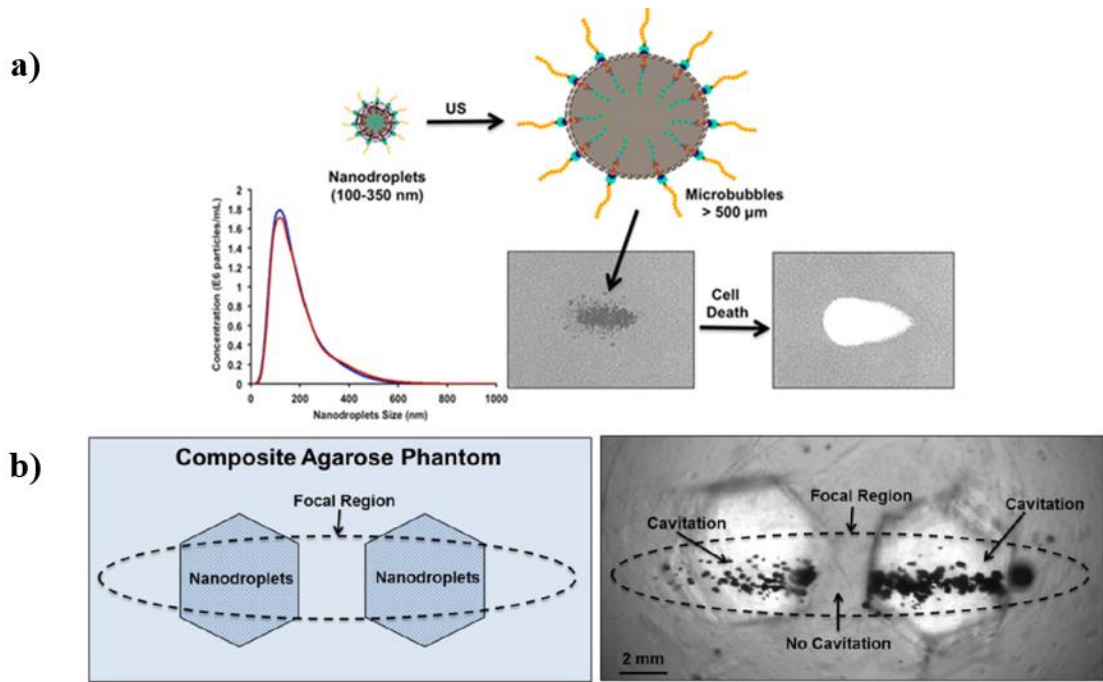 a)
US
Nanodroplets
(100-350 nm)
Microbubbles
> 500 µm
2
1.8
1.6
1.4
1.2
1
0.8
0.6
0.4
0.2
0
Concentration (E6 particles/mL)
0 200 400 600 800 1000
Nanodroplets Size (nm)
Cell
Death
b)
Composite Agarose Phantom
Focal Region
Nanodroplets
Nanodroplets
Focal Region
Cavitation
Cavitation
No Cavitation
2 mm